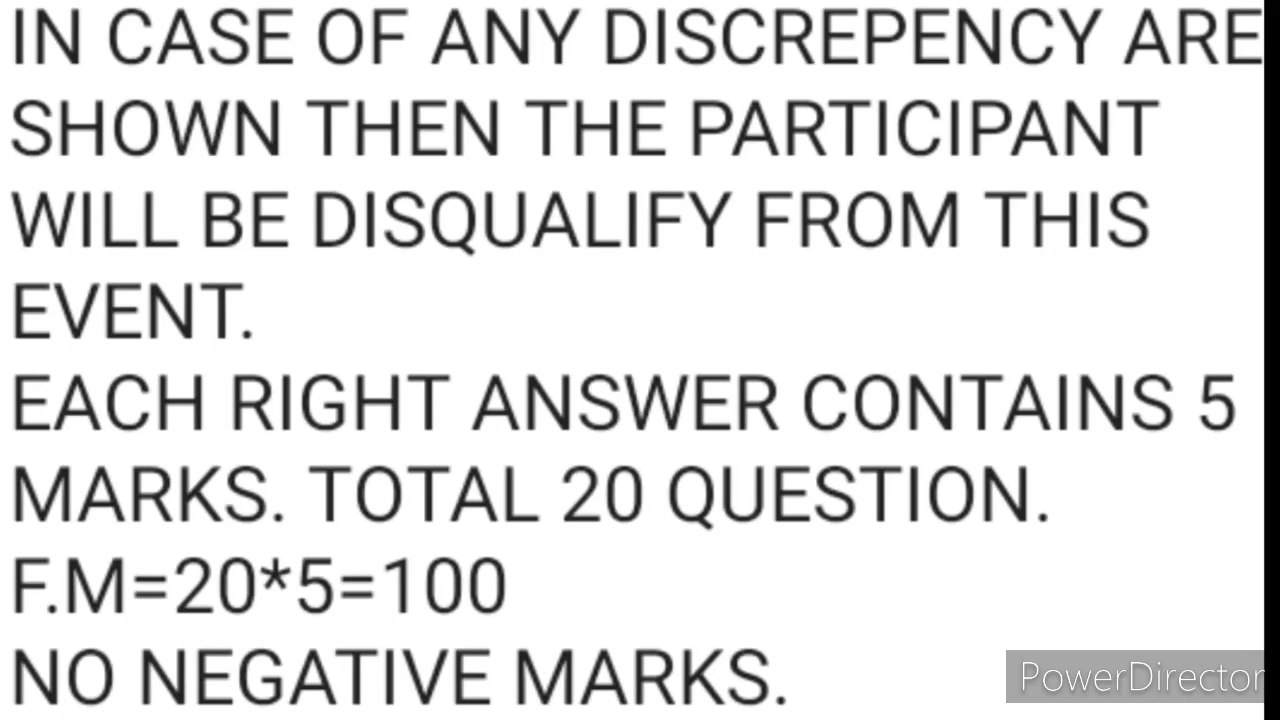 IN CASE OF ANY DISCREPENCY ARE
SHOWN THEN THE PARTICIPANT
WILL BE DISQUALIFY FROM THIS
EVENT.
EACH RIGHT ANSWER CONTAINS 5
MARKS. TOTAL 20 QUESTION.
F.M=20*5=100
NO NEGATIVE MARKS.
PowerDirector